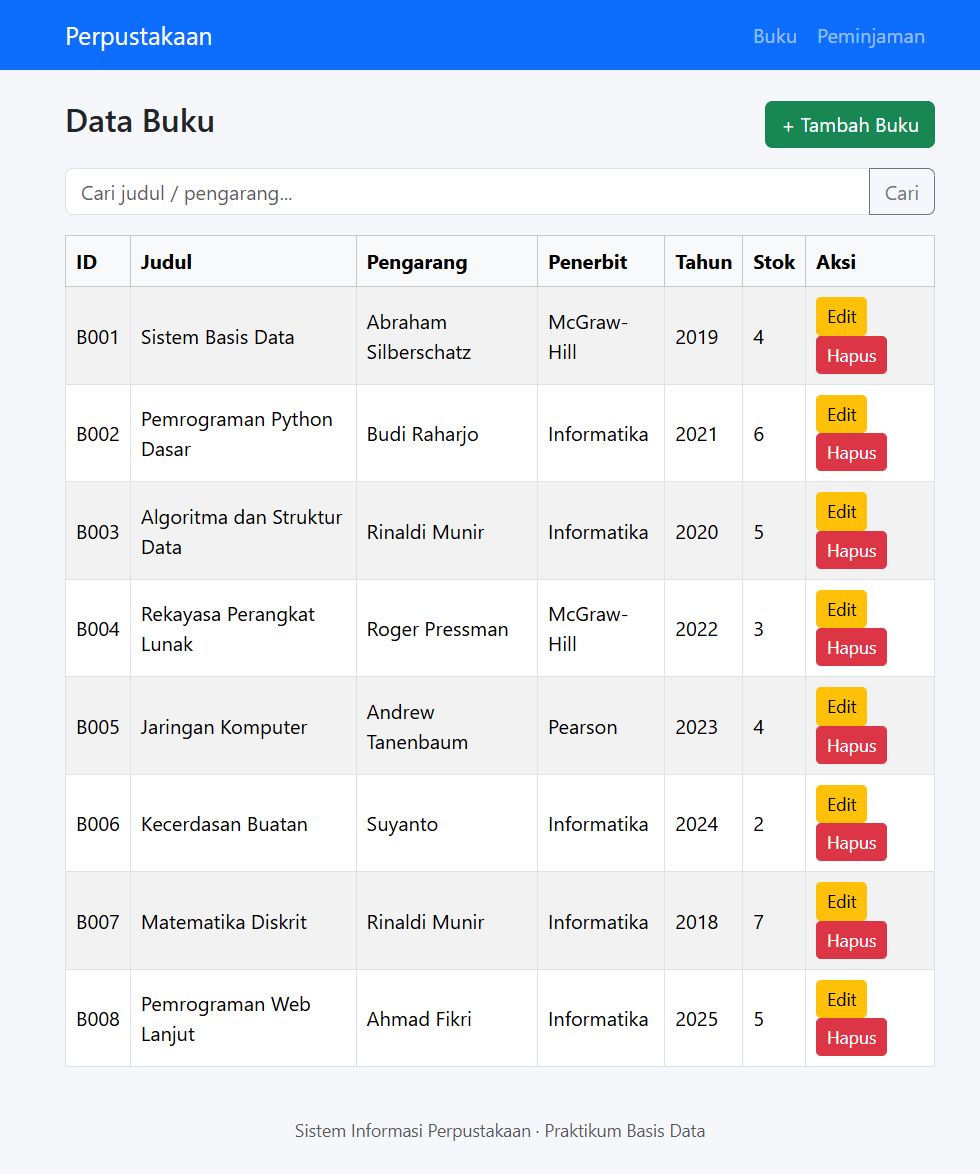 Perpustakaan Buku Peminjaman
Data Buku + Tambah Buku
Cari judul / pengarang... Cari
ID Judul Pengarang Penerbit Tahun Stok Aksi
B001 Sistem Basis Data Abraham Silberschatz McGraw-Hill 2019 4 Edit Hapus
B002 Pemrograman Python Dasar Budi Raharjo Informatika 2021 6 Edit Hapus
B003 Algoritma dan Struktur Data Rinaldi Munir Informatika 2020 5 Edit Hapus
B004 Rekayasa Perangkat Lunak Roger Pressman McGraw-Hill 2022 3 Edit Hapus
B005 Jaringan Komputer Andrew Tanenbaum Pearson 2023 4 Edit Hapus
B006 Kecerdasan Buatan Suyanto Informatika 2024 2 Edit Hapus
B007 Matematika Diskrit Rinaldi Munir Informatika 2018 7 Edit Hapus
B008 Pemrograman Web Lanjut Ahmad Fikri Informatika 2025 5 Edit Hapus
Sistem Informasi Perpustakaan · Praktikum Basis Data